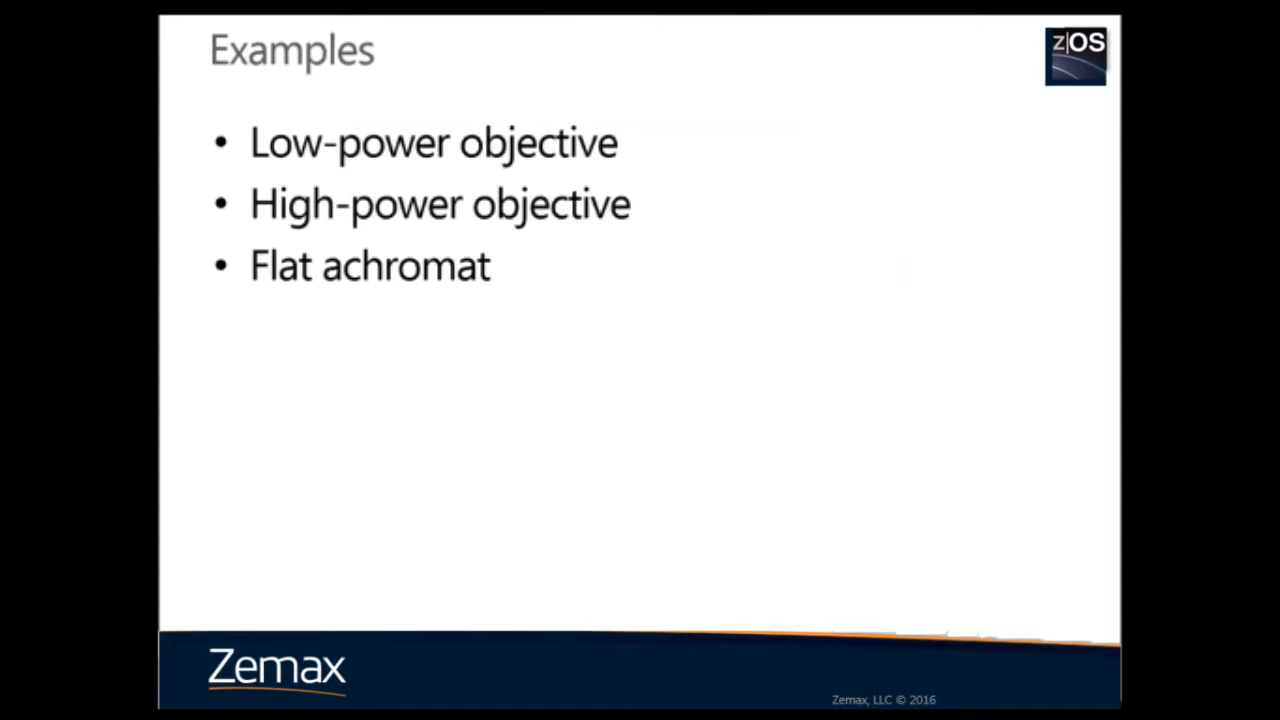 Examples
z|OS
• Low-power objective
• High-power objective
• Flat achromat
Zemax
Zemax, LLC © 2016